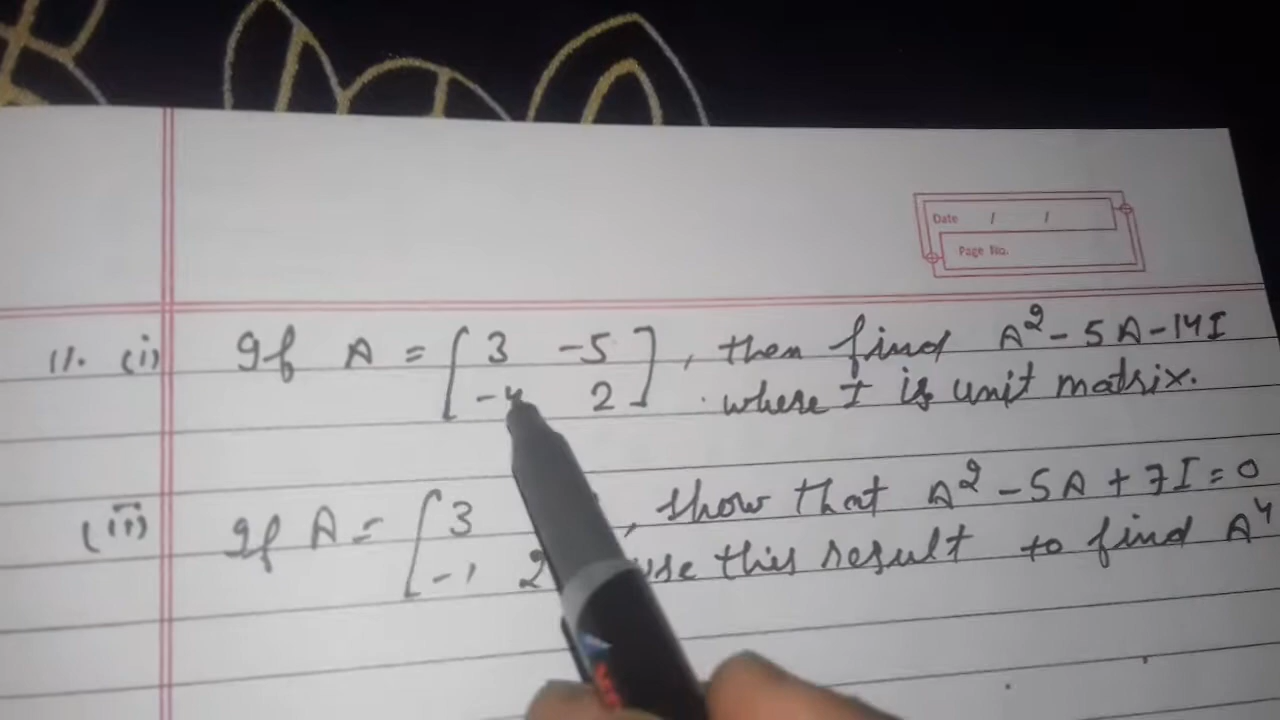 Date / /
Page No.
11. (i) If A = [3 -5], then find A² - 5A - 14I
[-4 2] . where I is unit matrix.
(ii) If A = [3 , show that A² - 5A + 7I = 0
[-1 2 use this result to find A⁴